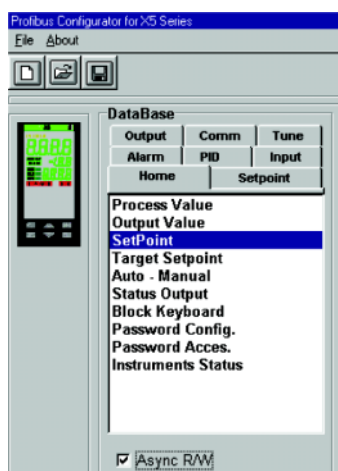 Profibus Configurator for X5 Series
File About
DataBase
Output Comm Tune
Alarm PID Input
Home Setpoint
Process Value
Output Value
SetPoint
Target Setpoint
Auto - Manual
Status Output
Block Keyboard
Password Config.
Password Acces.
Instruments Status
Async R/W